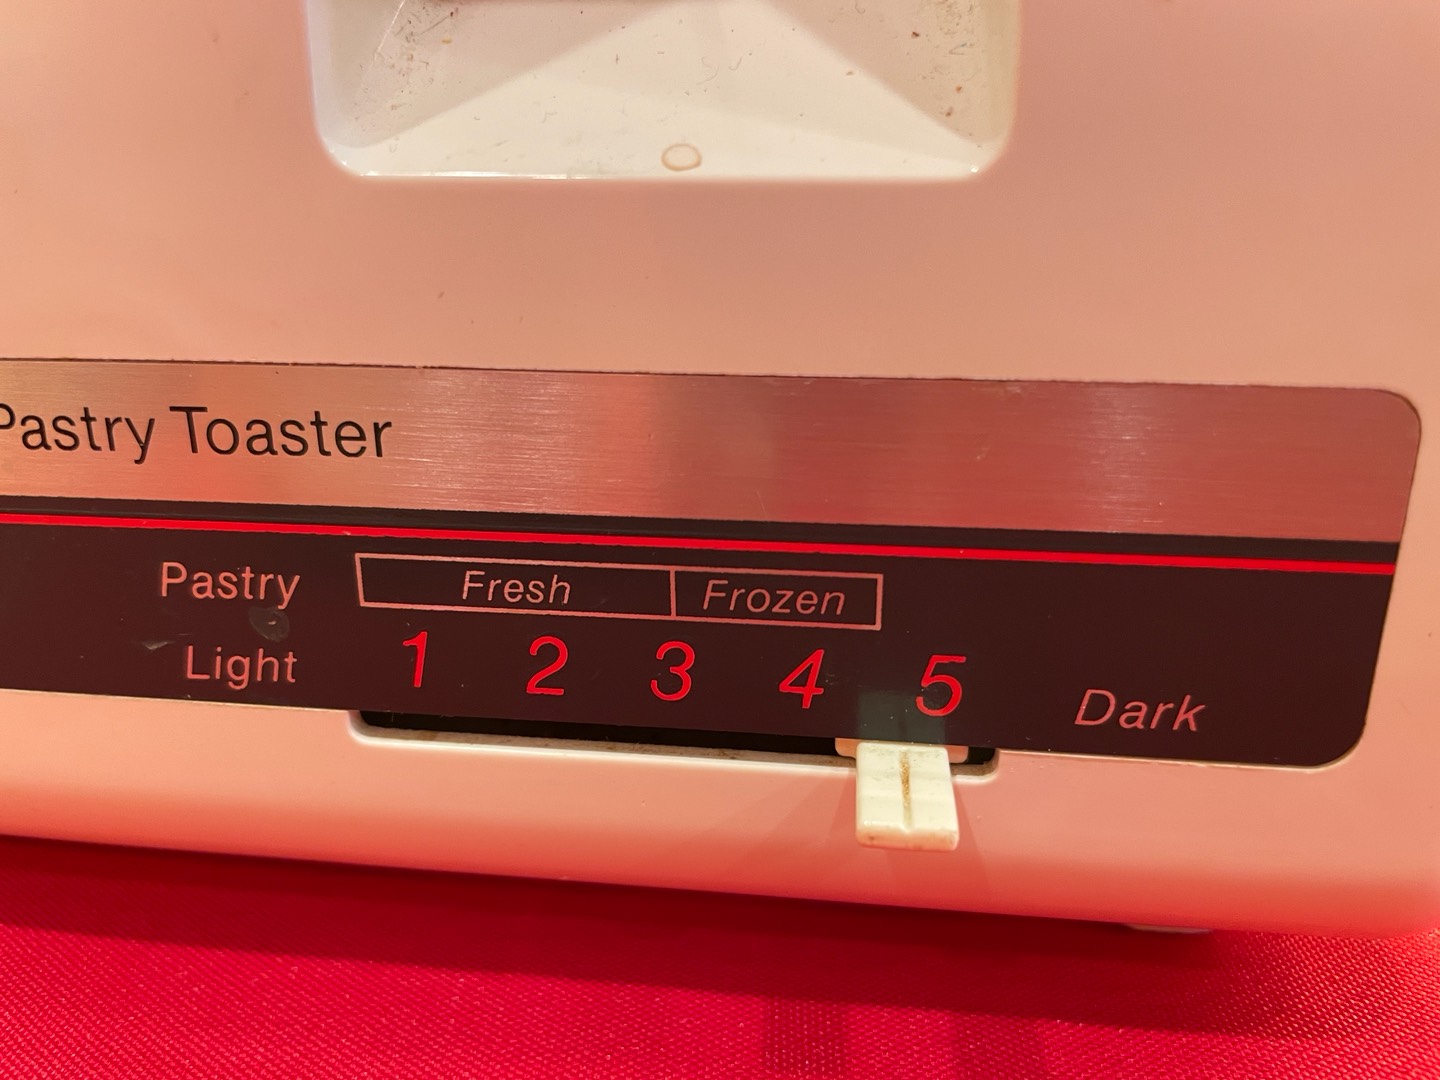 Pastry Toaster
Pastry Fresh Frozen
Light 1 2 3 4 5 Dark